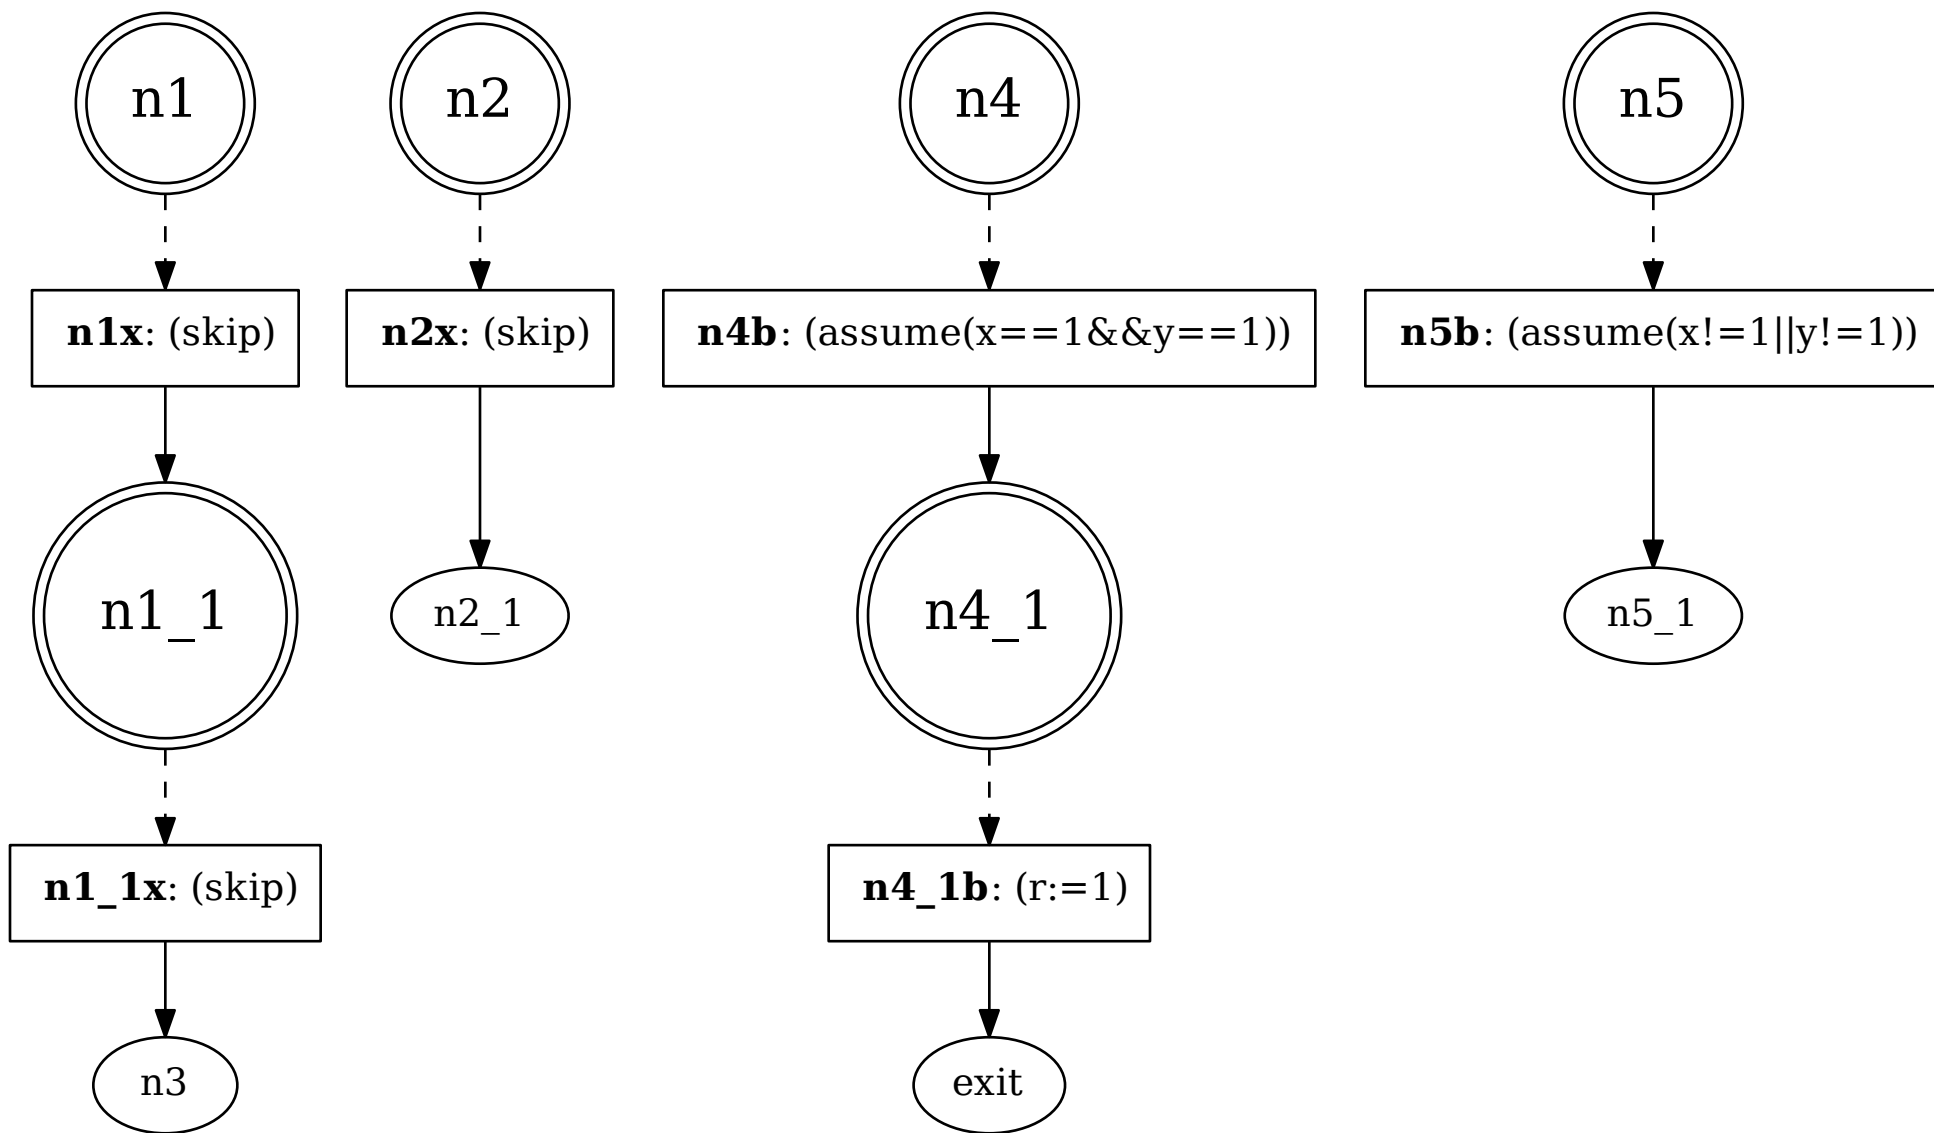 n1
n2
n4
n5
n1x: (skip)
n2x: (skip)
n4b: (assume(x==1&&y==1))
n5b: (assume(x!=1||y!=1))
n1_1
n2_1
n4_1
n5_1
n1_1x: (skip)
n4_1b: (r:=1)
n3
exit